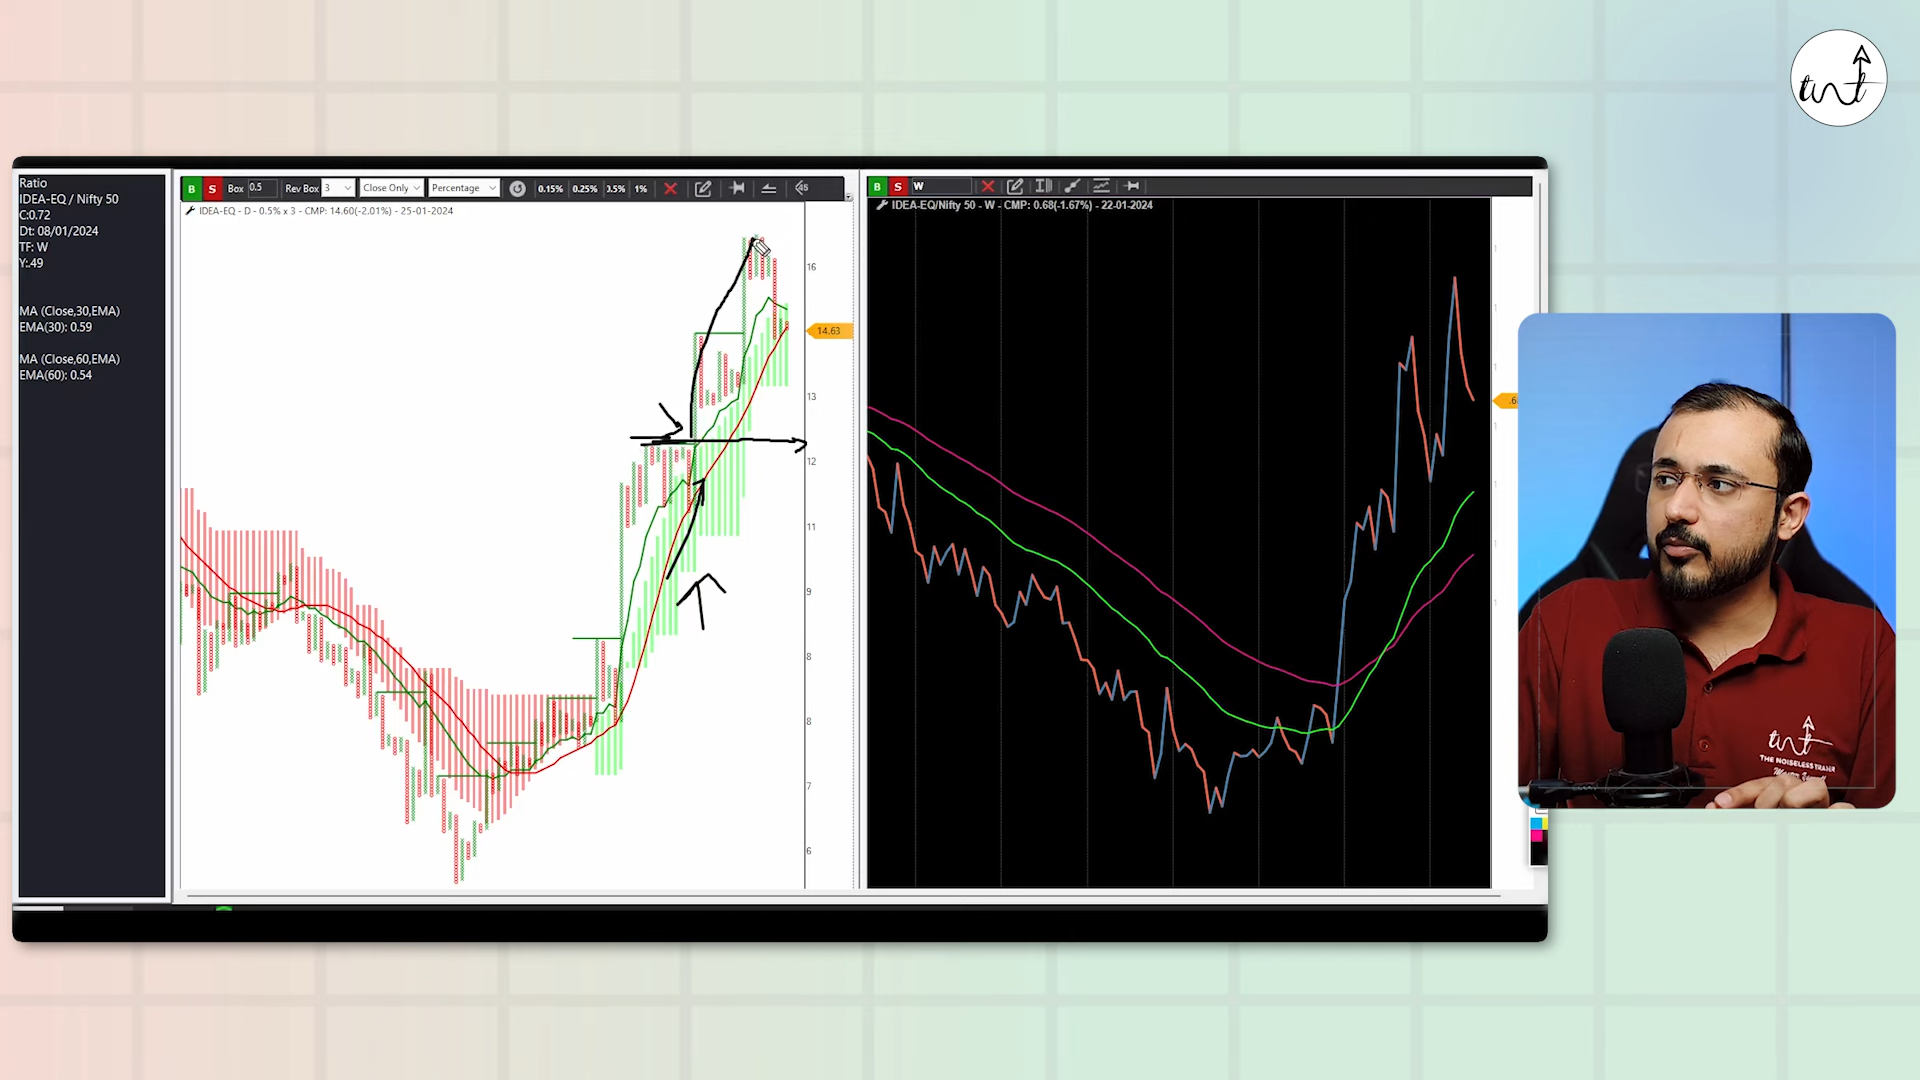 twt
Ratio
IDEA-EQ / Nifty 50
C:0.72
Dt: 08/01/2024
TF: W
Y:.49
MA (Close,30,EMA)
EMA(30): 0.59
MA (Close,60,EMA)
EMA(60): 0.54
B S Box 0.5 Rev Box 3 Close Only Percentage 0.15% 0.25% 3.5% 1% 45
IDEA-EQ - D - 0.5% x 3 - CMP: 14.60(-2.01%) - 25-01-2024
16
14.63
13
12
11
9
8
8
7
6
B S W
IDEA-EQ/Nifty 50 - W - CMP: 0.68(-1.67%) - 22-01-2024
twt
THE NOISELESS TRADER